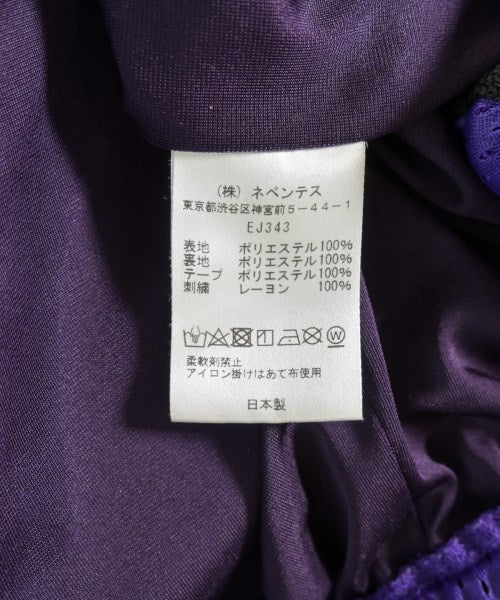 (株) ネペンテス
東京都渋谷区神宮前5-44-1
EJ343
表地 ポリエステル100%
裏地 ポリエステル100%
テープ ポリエステル100%
刺繍 レーヨン 100%
W
柔軟剤禁止
アイロン掛けはあて布使用
日本製